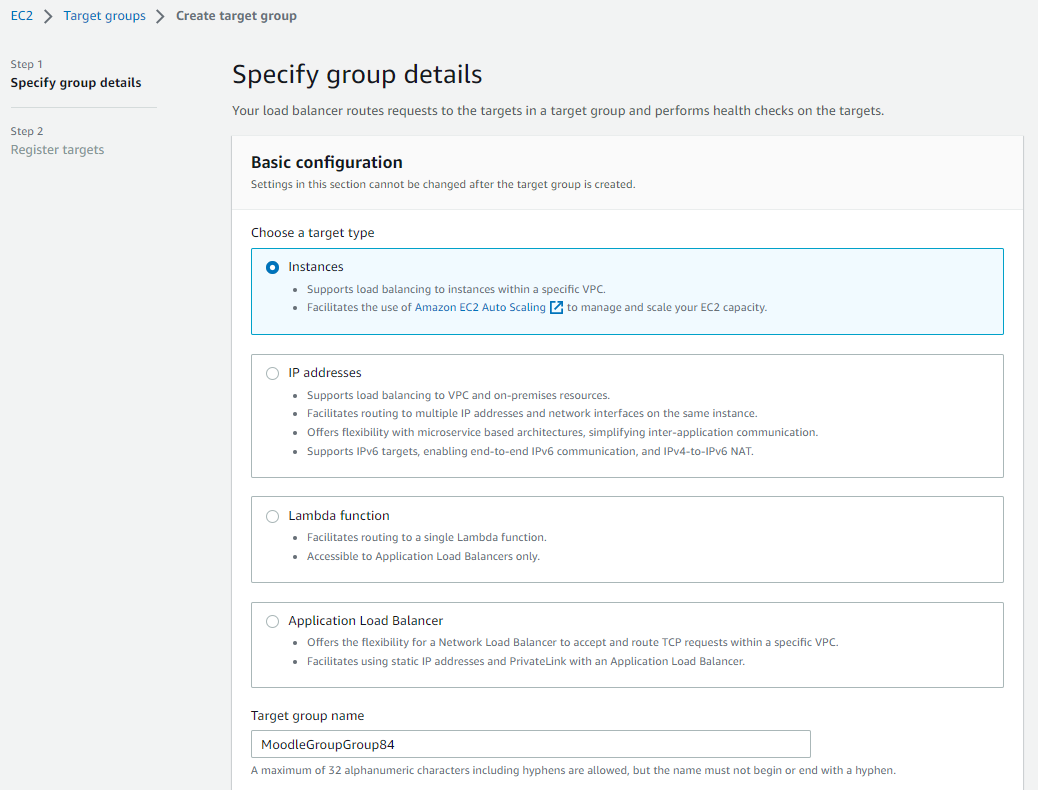 EC2 > Target groups > Create target group
Step 1
Specify group details
Step 2
Register targets
Specify group details
Your load balancer routes requests to the targets in a target group and performs health checks on the targets.
Basic configuration
Settings in this section cannot be changed after the target group is created.
Choose a target type
Instances
• Supports load balancing to instances within a specific VPC.
• Facilitates the use of Amazon EC2 Auto Scaling to manage and scale your EC2 capacity.
IP addresses
• Supports load balancing to VPC and on-premises resources.
• Facilitates routing to multiple IP addresses and network interfaces on the same instance.
• Offers flexibility with microservice based architectures, simplifying inter-application communication.
• Supports IPv6 targets, enabling end-to-end IPv6 communication, and IPv4-to-IPv6 NAT.
Lambda function
• Facilitates routing to a single Lambda function.
• Accessible to Application Load Balancers only.
Application Load Balancer
• Offers the flexibility for a Network Load Balancer to accept and route TCP requests within a specific VPC.
• Facilitates using static IP addresses and PrivateLink with an Application Load Balancer.
Target group name
MoodleGroupGroup84
A maximum of 32 alphanumeric characters including hyphens are allowed, but the name must not begin or end with a hyphen.